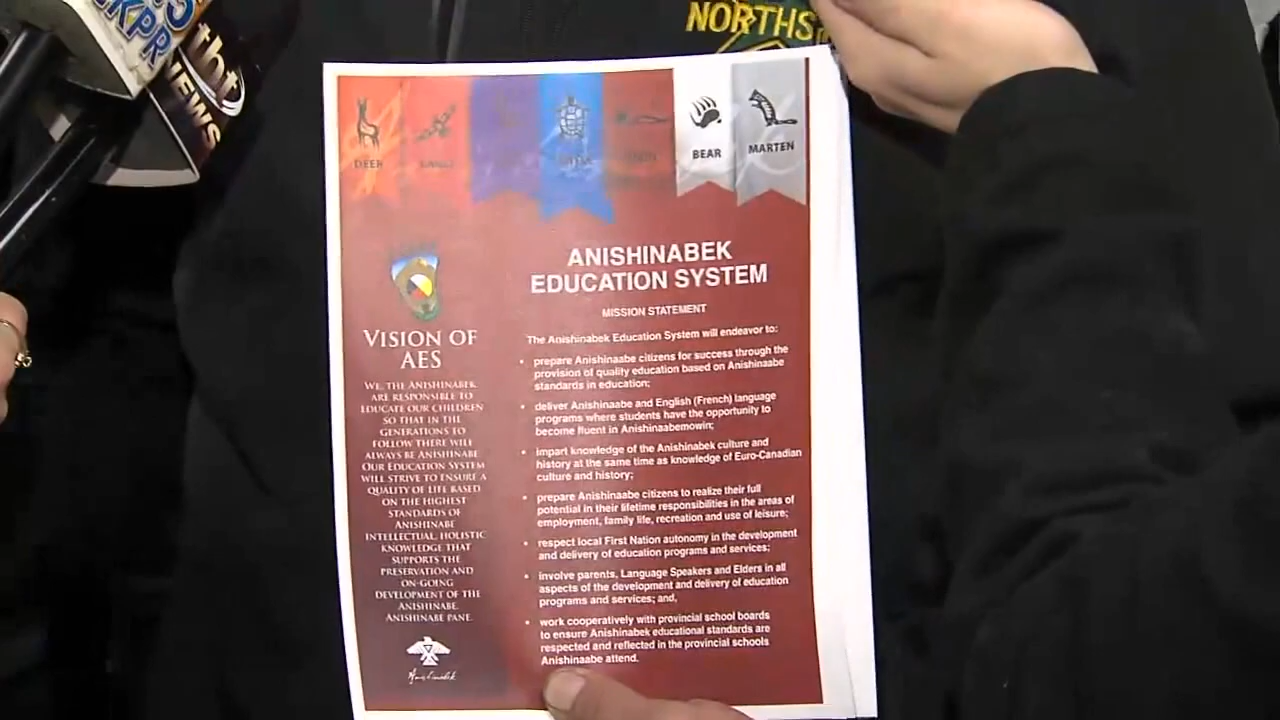 CKPR
tbt
NEWS
NORTHS
DEER
BEAR
MARTEN
ANISHINABEK
EDUCATION SYSTEM
MISSION STATEMENT
The Anishinabek Education System will endeavor to:
• prepare Anishinaabe citizens for success through the
provision of quality education based on Anishinaabe
standards in education;
• deliver Anishinaabe and English (French) language
programs where students have the opportunity to
become fluent in Anishinaabemowin;
• impart knowledge of the Anishinabek culture and
history at the same time as knowledge of Euro-Canadian
culture and history;
• prepare Anishinaabe citizens to realize their full
potential in their lifetime responsibilities in the areas of
employment, family life, recreation and use of leisure;
• respect local First Nation autonomy in the development
and delivery of education programs and services;
• involve parents, Language Speakers and Elders in all
aspects of the development and delivery of education
programs and services; and,
• work cooperatively with provincial school boards
to ensure Anishinabek educational standards are
respected and reflected in the provincial schools
Anishinaabe attend.
VISION OF
AES
WE, THE ANISHINABEK
ARE RESPONSIBLE TO
EDUCATE OUR CHILDREN
SO THAT IN THE
GENERATIONS TO
FOLLOW THERE WILL
ALWAYS BE ANISHINABE.
OUR EDUCATION SYSTEM
WILL STRIVE TO ENSURE A
QUALITY OF LIFE BASED
ON THE HIGHEST
STANDARDS OF
ANISHINABE
INTELLECTUAL, HOLISTIC
KNOWLEDGE THAT
SUPPORTS THE
PRESERVATION AND
ON-GOING
DEVELOPMENT OF THE
ANISHINABE.
ANISHINABE PANE.